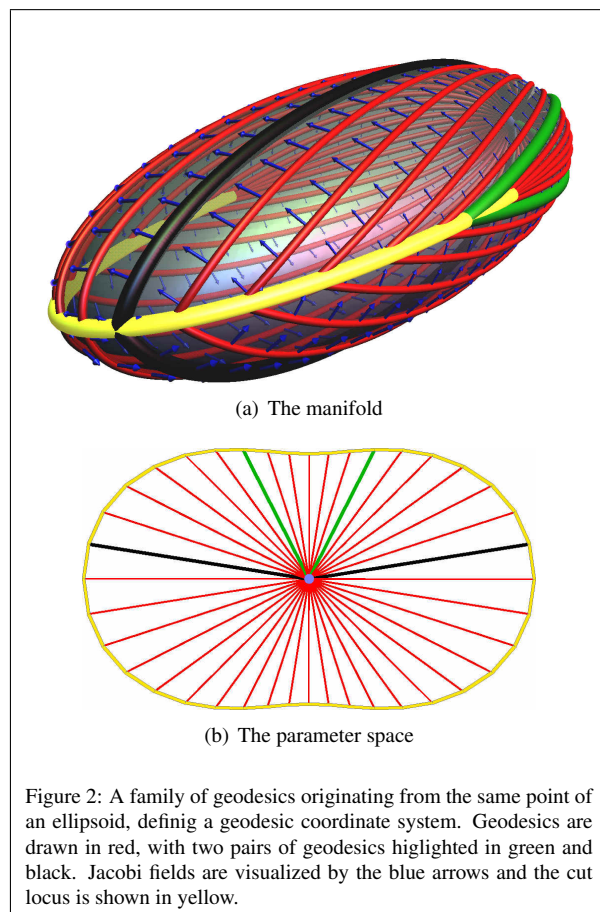 (a) The manifold
(b) The parameter space
Figure 2: A family of geodesics originating from the same point of
an ellipsoid, definig a geodesic coordinate system. Geodesics are
drawn in red, with two pairs of geodesics higlighted in green and
black. Jacobi fields are visualized by the blue arrows and the cut
locus is shown in yellow.